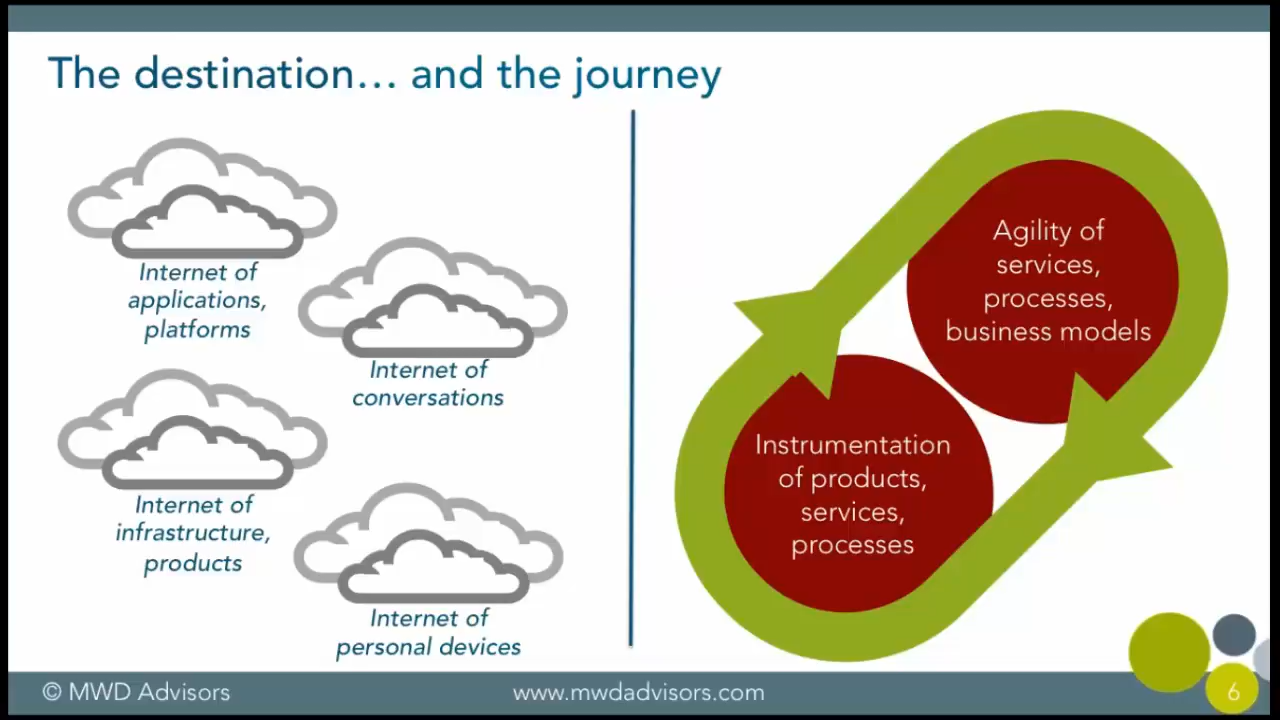 The destination... and the journey
Internet of
applications,
platforms
Internet of
conversations
Internet of
infrastructure,
products
Internet of
personal devices
Agility of
services,
processes,
business models
Instrumentation
of products,
services,
processes
© MWD Advisors
www.mwdadvisors.com
6